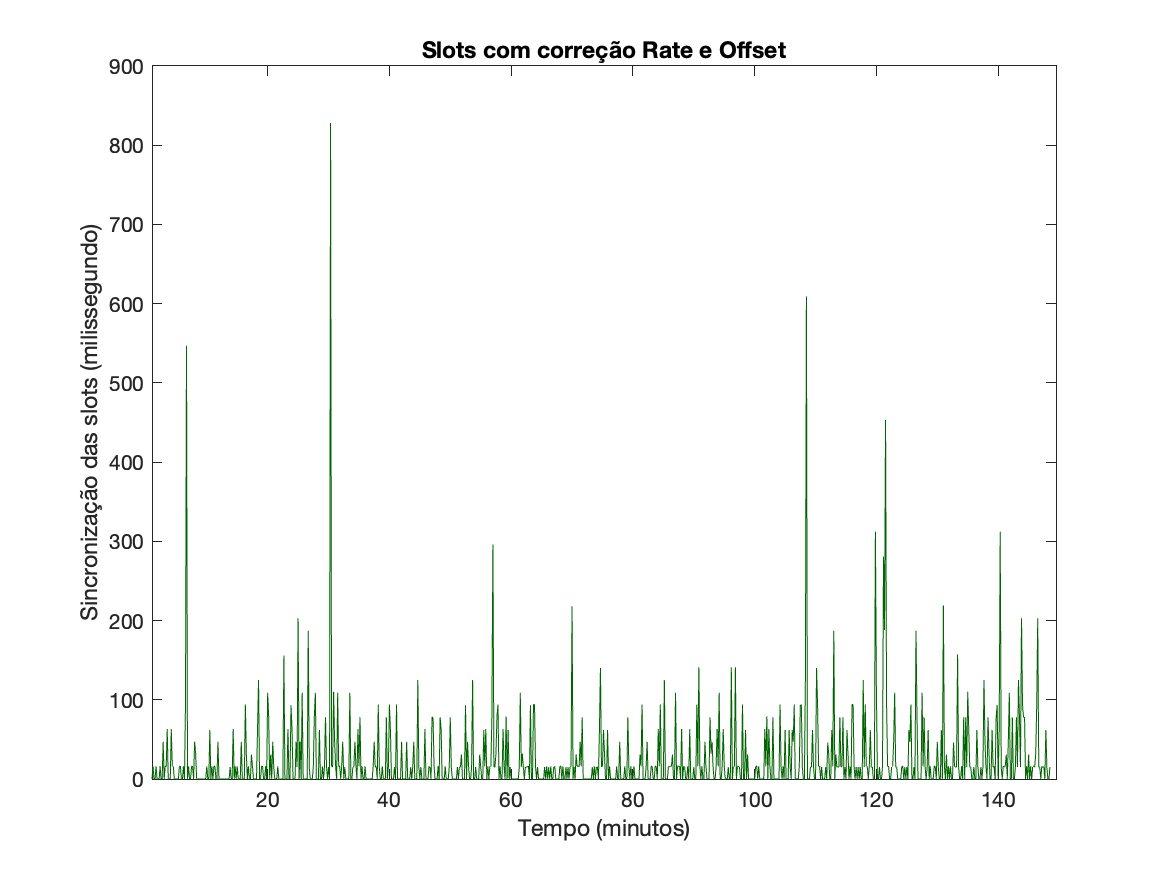 Slots com correção Rate e Offset
900
800
700
600
500
400
300
200
100
0
Sincronização das slots (milissegundo)
20 40 60 80 100 120 140
Tempo (minutos)